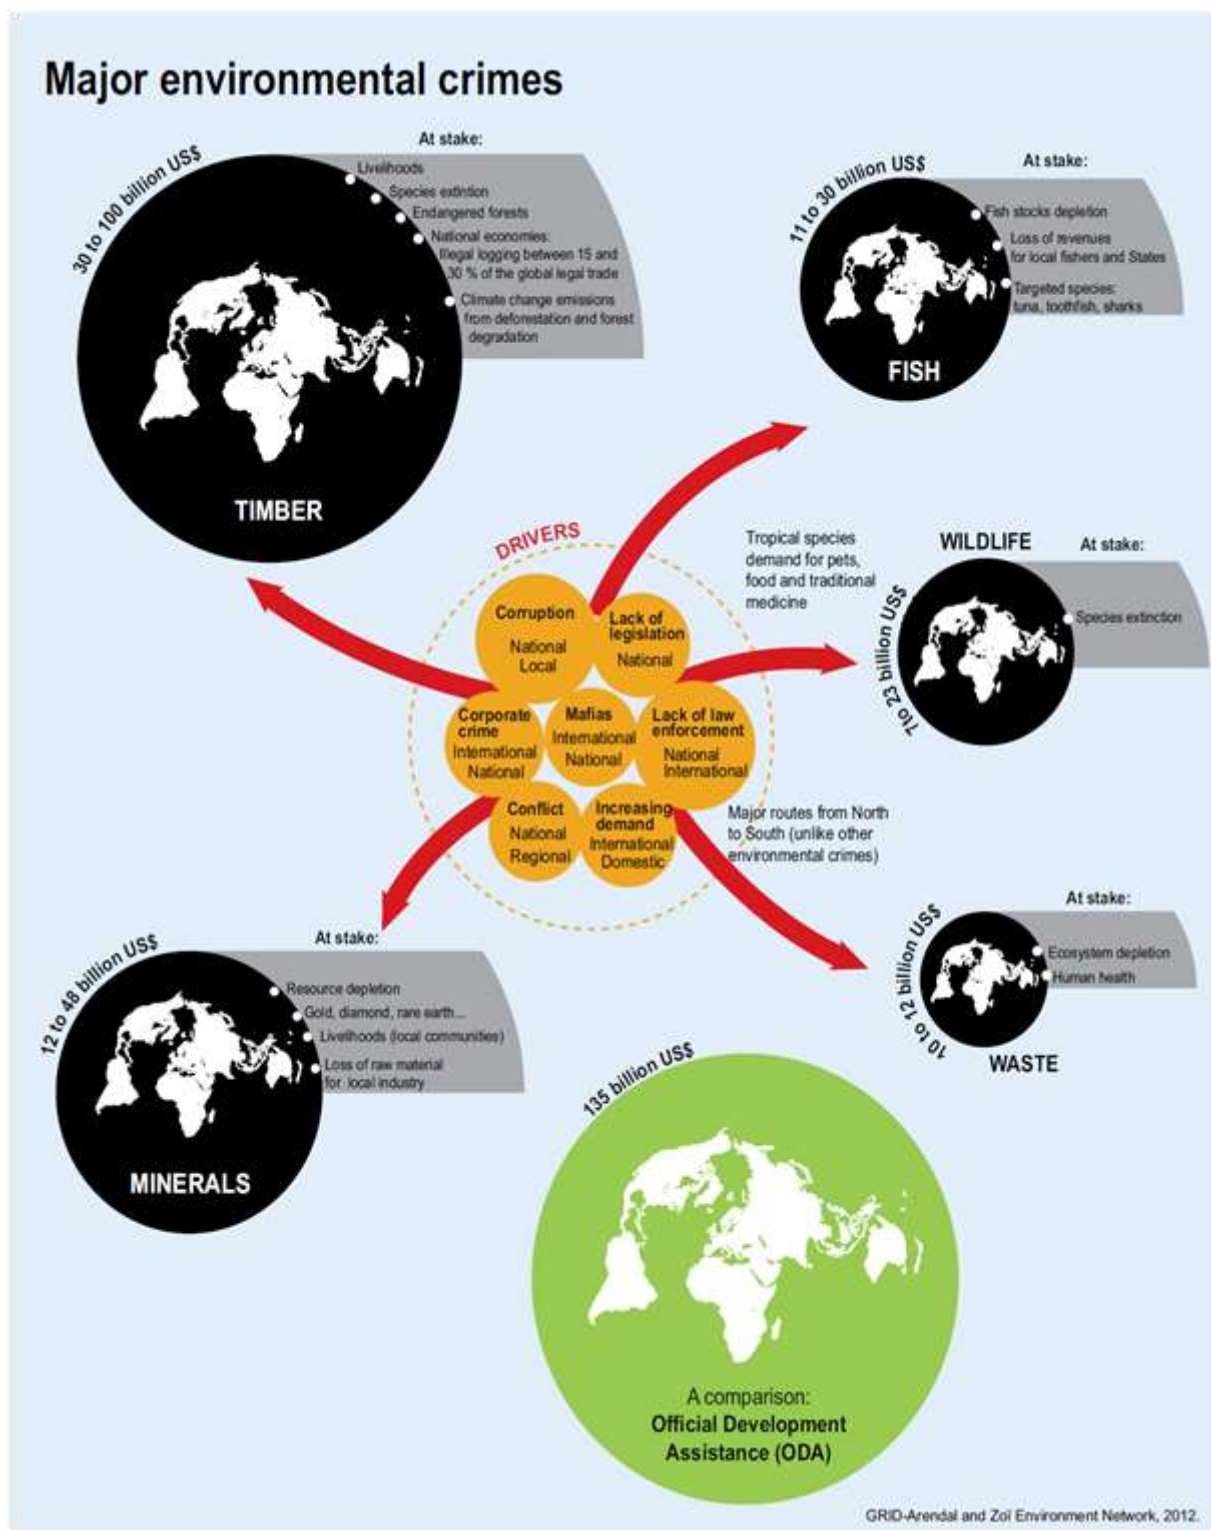 Major environmental crimes
30 to 100 billion US$
At stake:
Livelihoods
Species extintion
Endangered forests
National economies:
Illegal logging between 15 and
30 % of the global legal trade
Climate change emissions
from deforestation and forest
degradation
TIMBER
11 to 30 billion US$
At stake:
Fish stocks depletion
Loss of revenues
for local fishers and States
Targeted species:
tuna, toothfish, sharks
FISH
DRIVERS
Corruption
National
Local
Lack of
legislation
National
Corporate
crime
International
National
Mafias
International
National
Lack of law
enforcement
National
International
Conflict
National
Regional
Increasing
demand
International
Domestic
Tropical species
demand for pets,
food and traditional
medicine
WILDLIFE
At stake:
7to 23 billion US$
Species extinction
Major routes from North
to South (unlike other
environmental crimes)
At stake:
10 to 12 billion US$
Ecosystem depletion
Human health
WASTE
12 to 48 billion US$
At stake:
Resource depletion
Gold, diamond, rare earth...
Livelihoods (local communities)
Loss of raw material
for local industry
MINERALS
135 billion US$
A comparison:
Official Development
Assistance (ODA)
GRID-Arendal and Zoï Environment Network, 2012.